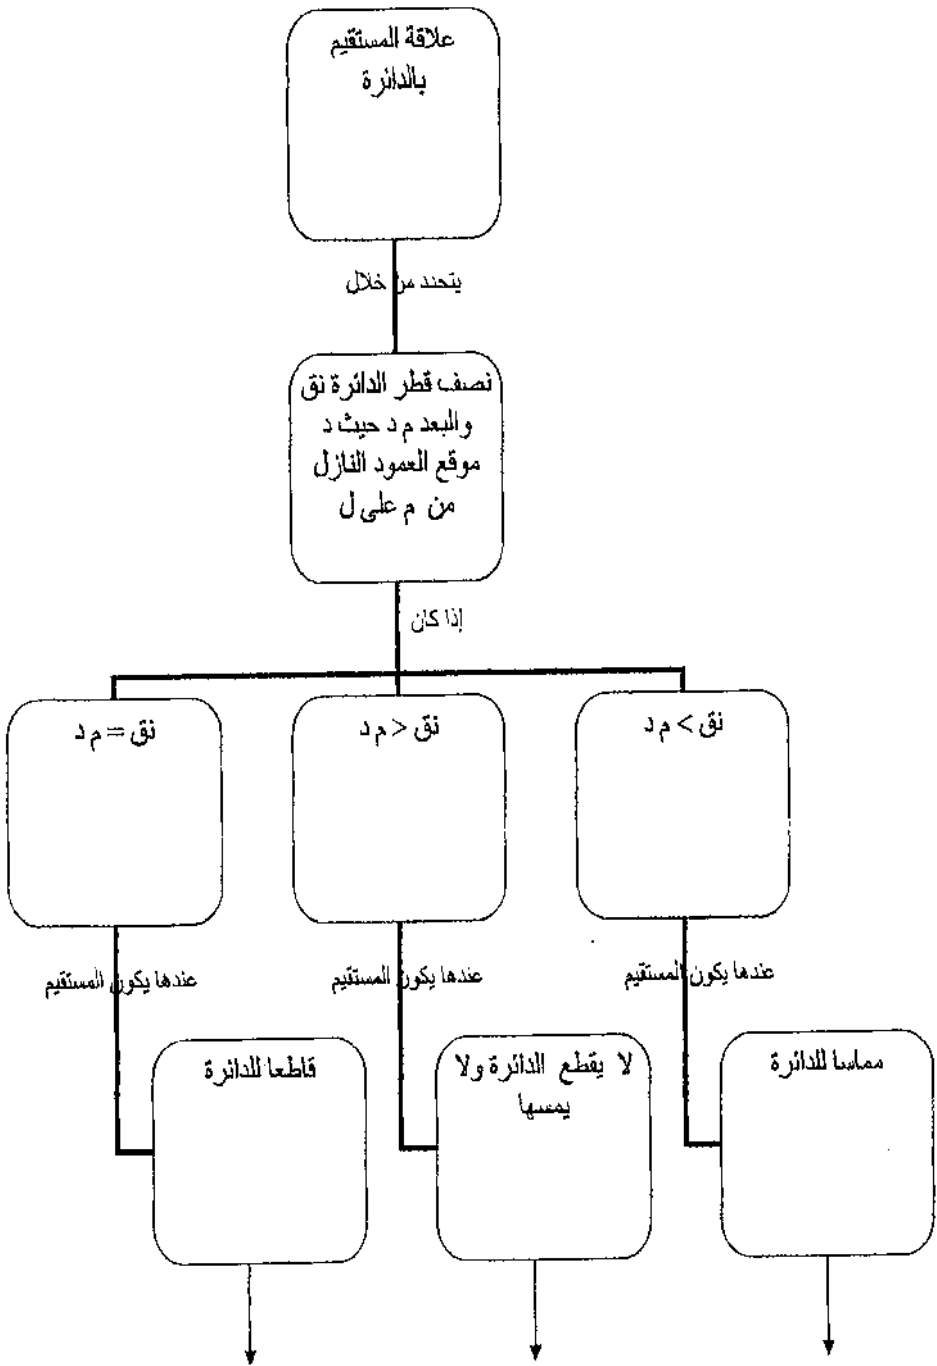 علاقة المستقيم
بالدائرة
يتحدد من خلال
نصف قطر الدائرة نق
والبعد م د حيث د
موقع العمود النازل
من م على ل
إذا كان
نق > م د
نق < م د
نق = م د
عندها يكون المستقيم
عندها يكون المستقيم
عندها يكون المستقيم
مماسا للدائرة
لا يقطع الدائرة ولا
يمسها
قاطعا للدائرة